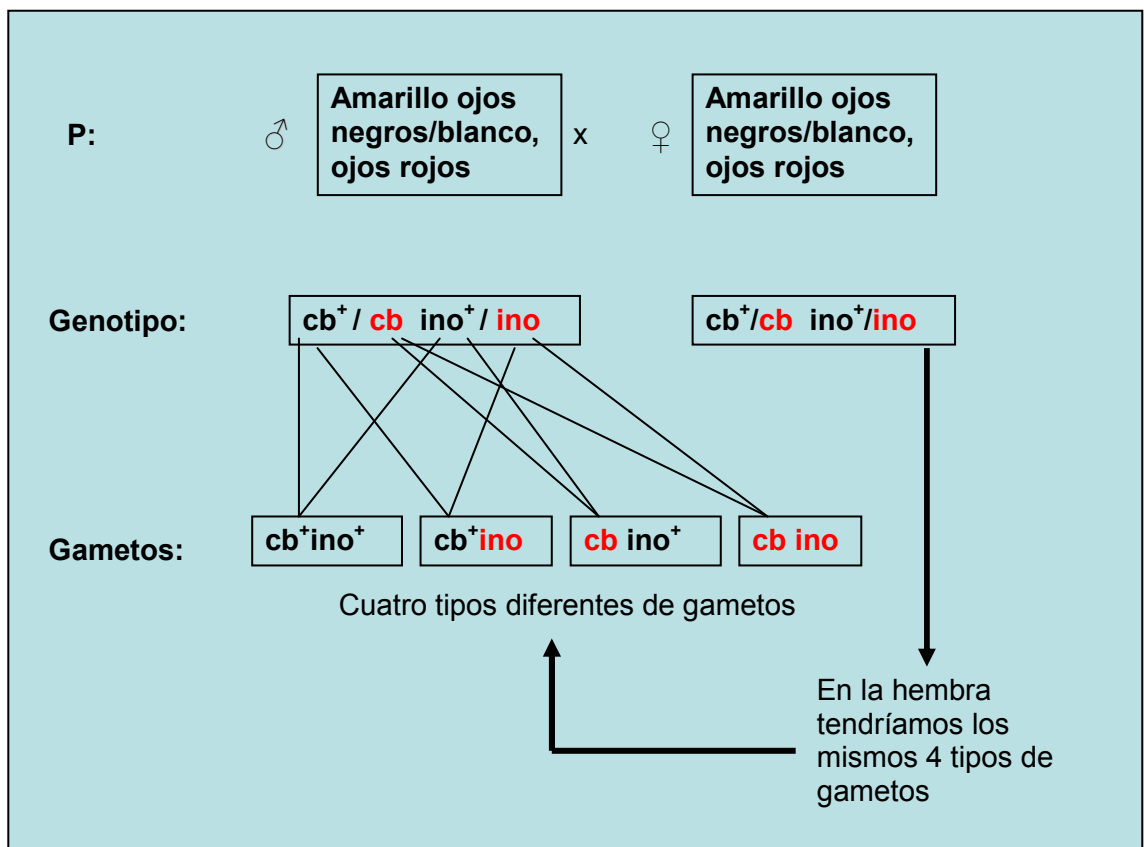 P: ♂ Amarillo ojos negros/blanco, ojos rojos x ♀ Amarillo ojos negros/blanco, ojos rojos
Genotipo: cb⁺ / cb ino⁺ / ino cb⁺/cb ino⁺/ino
Gametos: cb⁺ino⁺ cb⁺ino cb ino⁺ cb ino
Cuatro tipos diferentes de gametos
En la hembra
tendríamos los
mismos 4 tipos de
gametos